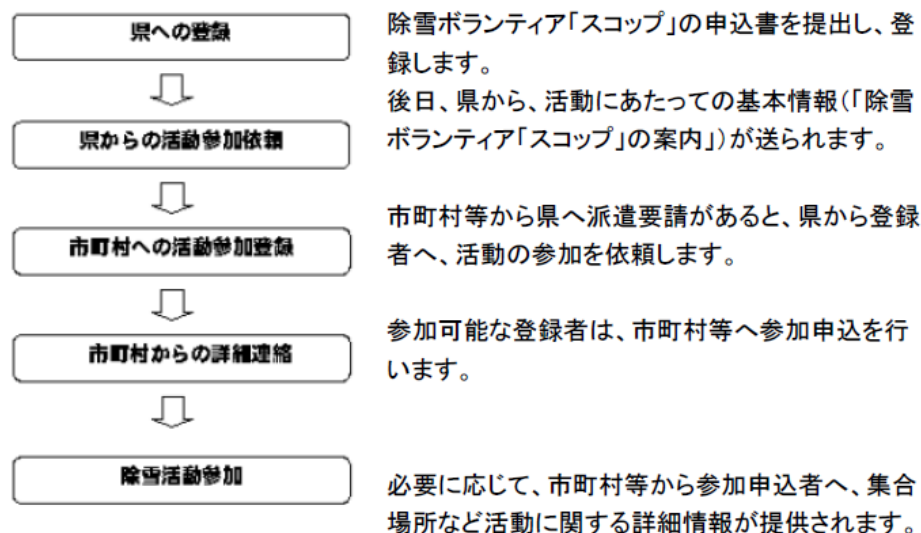 県への登録
県からの活動参加依頼
市町村への活動参加登録
市町村からの詳細連絡
除雪活動参加
除雪ボランティア「スコップ」の申込書を提出し、登
録します。
後日、県から、活動にあたっての基本情報(「除雪
ボランティア「スコップ」の案内」)が送られます。
市町村等から県へ派遣要請があると、県から登録
者へ、活動の参加を依頼します。
参加可能な登録者は、市町村等へ参加申込を行
います。
必要に応じて、市町村等から参加申込者へ、集合
場所など活動に関する詳細情報が提供されます。